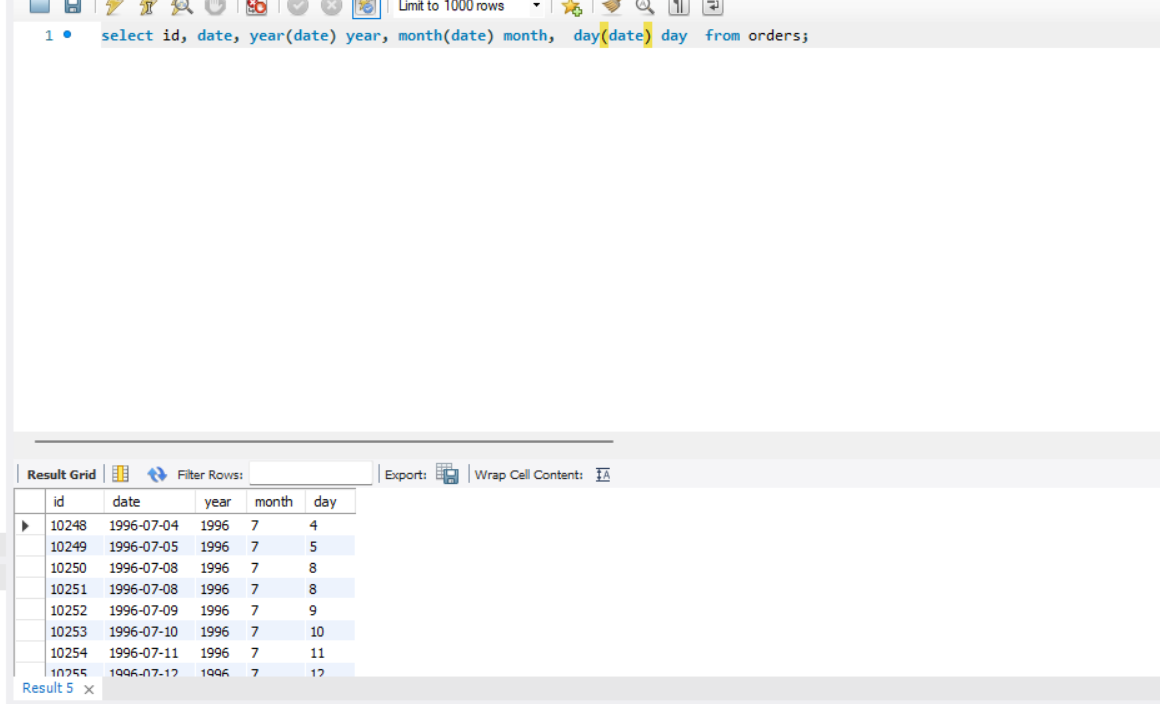 Limit to 1000 rows
1 select id, date, year(date) year, month(date) month,  day(date) day  from orders;
Result Grid Filter Rows: Export: Wrap Cell Content:
id date year month day
10248 1996-07-04 1996 7 4
10249 1996-07-05 1996 7 5
10250 1996-07-08 1996 7 8
10251 1996-07-08 1996 7 8
10252 1996-07-09 1996 7 9
10253 1996-07-10 1996 7 10
10254 1996-07-11 1996 7 11
10255 1996-07-12 1996 7 12
Result 5